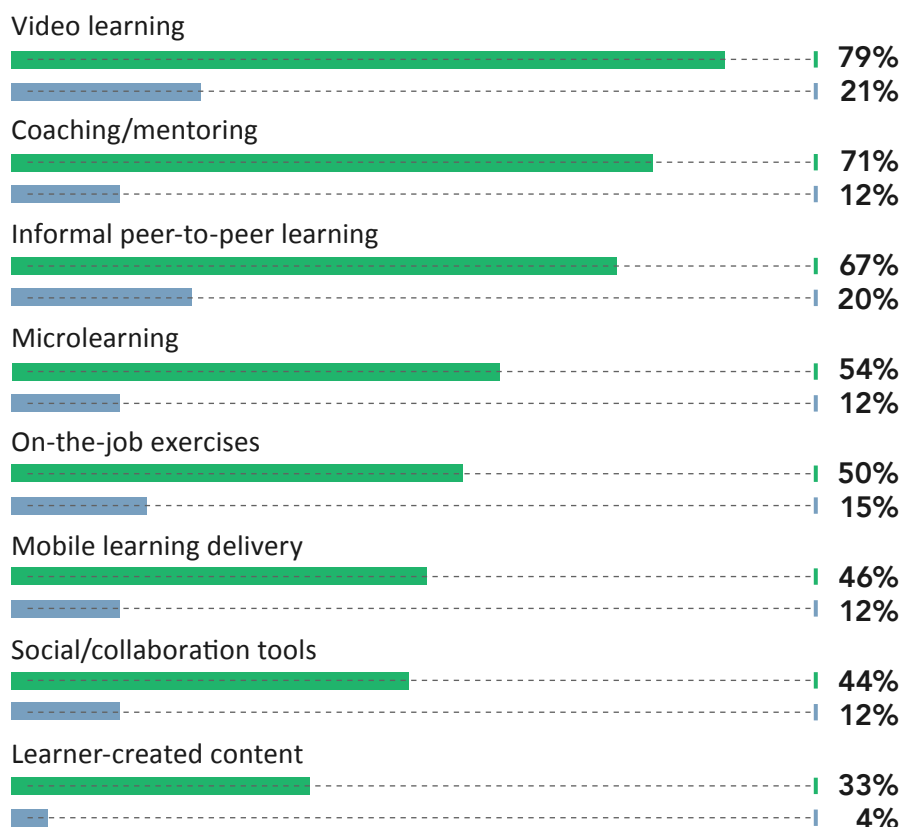 Video learning
79%
21%
Coaching/mentoring
71%
12%
Informal peer-to-peer learning
67%
20%
Microlearning
54%
12%
On-the-job exercises
50%
15%
Mobile learning delivery
46%
12%
Social/collaboration tools
44%
12%
Learner-created content
33%
4%